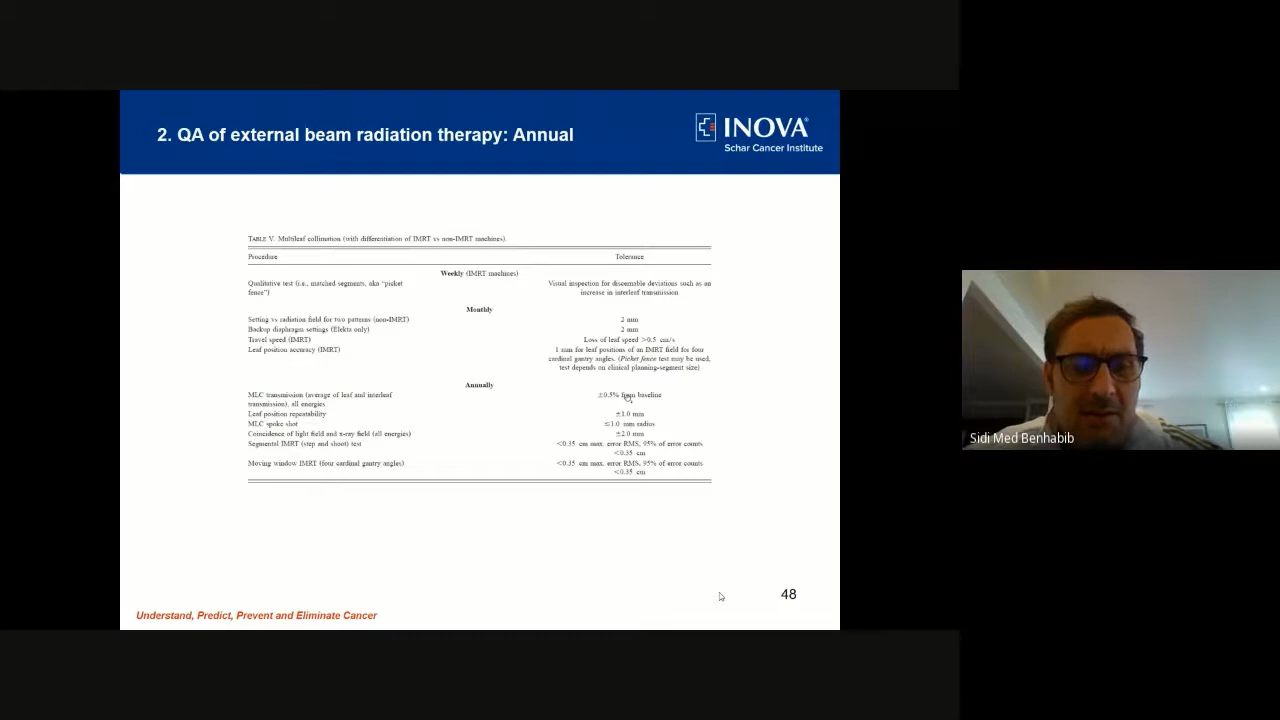 2. QA of external beam radiation therapy: Annual
INOVA
Schar Cancer Institute
TABLE V. Multileaf collimation (with differentiation of IMRT vs non-IMRT machines).
Procedure Tolerance
Weekly (IMRT machines)
Qualitative test (i.e., matched segments, aka "picket Visual inspection for discernable deviations such as an
fence") increase in interleaf transmission
Monthly
Setting vs radiation field for two patterns (non-IMRT) 2 mm
Backup diaphragm settings (Elekta only) 2 mm
Travel speed (IMRT) Loss of leaf speed >0.5 cm/s
Leaf position accuracy (IMRT) 1 mm for leaf positions of an IMRT field for four
cardinal gantry angles. (Picket fence test may be used,
test depends on clinical planning-segment size)
Annually
MLC transmission (average of leaf and interleaf ±0.5% from baseline
transmission), all energies
Leaf position repeatability ±1.0 mm
MLC spoke shot ≤1.0 mm radius
Coincidence of light field and x-ray field (all energies) ±2.0 mm
Segmental IMRT (step and shoot) test <0.35 cm max. error RMS, 95% of error counts
<0.35 cm
Moving window IMRT (four cardinal gantry angles) <0.35 cm max. error RMS, 95% of error counts
<0.35 cm
Understand, Predict, Prevent and Eliminate Cancer
48
Sidi Med Benhabib